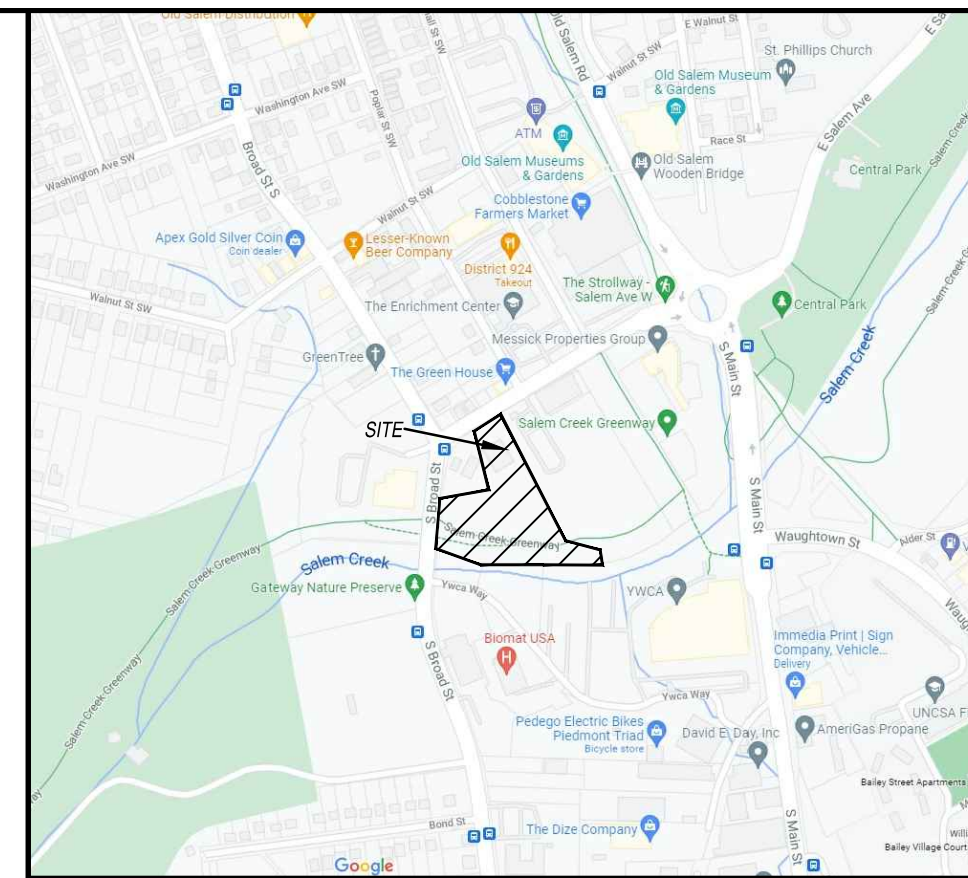 Old Salem Distribution
E Walnut St
St. Phillips Church
Old Salem Rd
Walnut St SW
Old Salem Museum
& Gardens
Washington Ave SW
Poplar St SW
ATM
Race St
E Salem Ave
Broad St S
Old Salem Museums
& Gardens
Old Salem
Wooden Bridge
Central Park
Salem Creek
Washington Ave SW
Walnut St SW
Cobblestone
Farmers Market
Apex Gold Silver Coin
Coin dealer
Lesser-Known
Beer Company
District 924
Takeout
The Strollway -
Salem Ave W
Walnut St SW
The Enrichment Center
Central Park
Messick Properties Group
GreenTree
S Main St
Salem Creek
The Green House
SITE
Salem Creek Greenway
S Broad St
S Main St
Salem-Creek-Greenway
Waughtown St
Alder St
Salem-Creek-Greenway
Salem Creek
Gateway Nature Preserve
Ywca Way
YWCA
Biomat USA
S Broad St
Immedia Print | Sign
Company, Vehicle...
Delivery
Salem-Creek-Greenway
Ywca Way
UNCSA
Pedego Electric Bikes
Piedmont Triad
Bicycle store
David E. Day, Inc
AmeriGas Propane
Bailey Street Apartments
Bond St
The Dize Company
S Main St
Bailey Village Court
Google